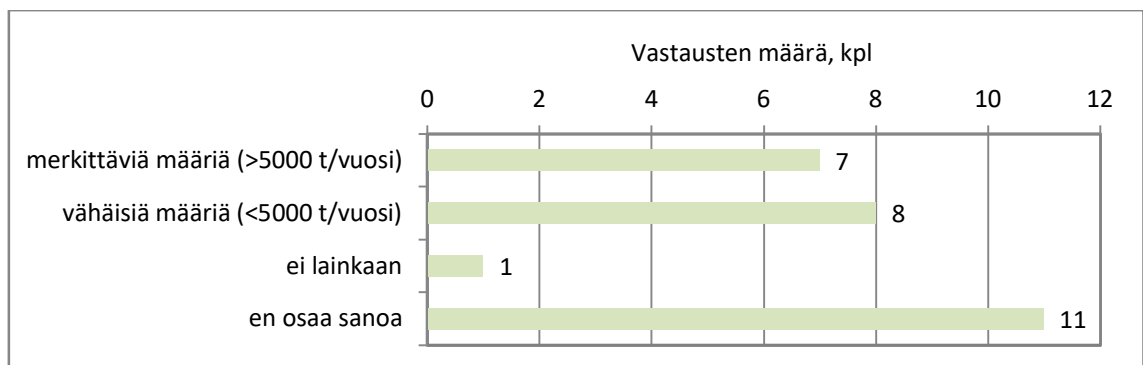 Vastausten määrä, kpl
0 2 4 6 8 10 12
merkittäviä määriä (>5000 t/vuosi) 7
vähäisiä määriä (<5000 t/vuosi) 8
ei lainkaan 1
en osaa sanoa 11